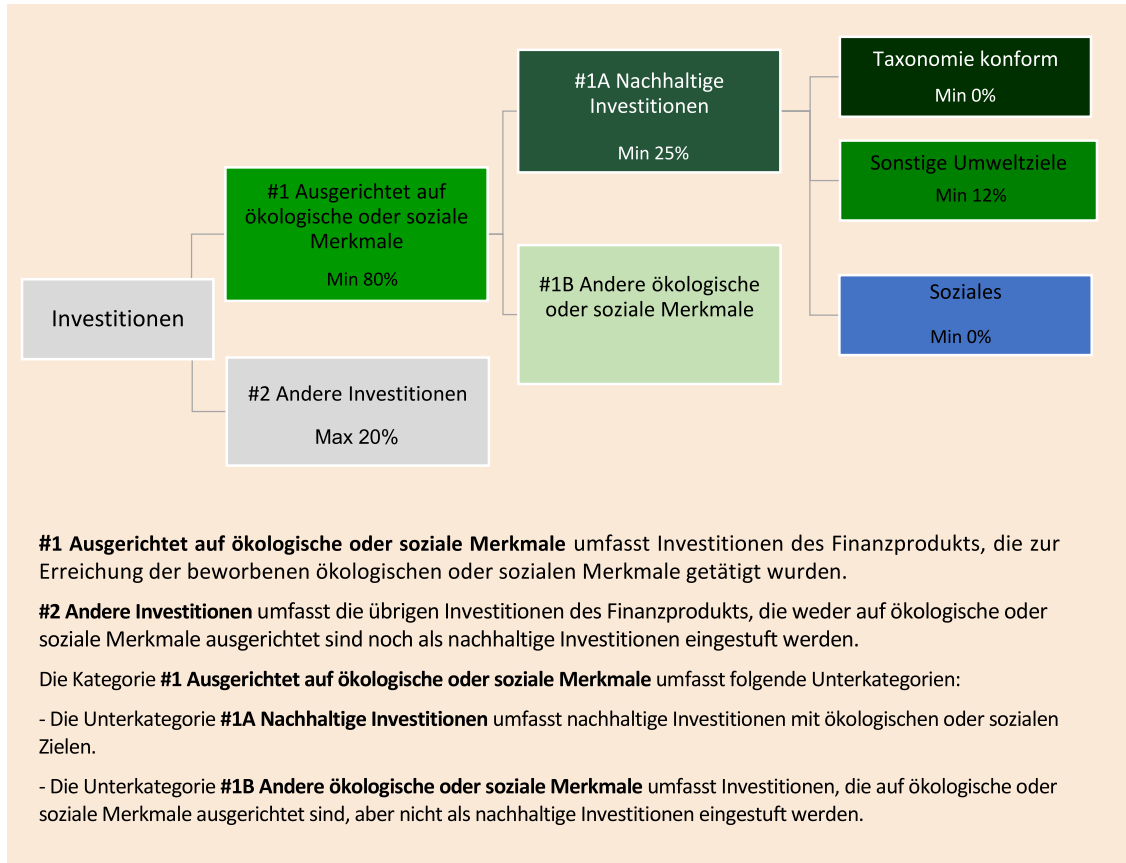 Investitionen
#1 Ausgerichtet auf
ökologische oder soziale
Merkmale
Min 80%
#2 Andere Investitionen
Max 20%
#1A Nachhaltige
Investitionen
Min 25%
#1B Andere ökologische
oder soziale Merkmale
Taxonomie konform
Min 0%
Sonstige Umweltziele
Min 12%
Soziales
Min 0%
#1 Ausgerichtet auf ökologische oder soziale Merkmale umfasst Investitionen des Finanzprodukts, die zur
Erreichung der beworbenen ökologischen oder sozialen Merkmale getätigt wurden.
#2 Andere Investitionen umfasst die übrigen Investitionen des Finanzprodukts, die weder auf ökologische oder
soziale Merkmale ausgerichtet sind noch als nachhaltige Investitionen eingestuft werden.
Die Kategorie #1 Ausgerichtet auf ökologische oder soziale Merkmale umfasst folgende Unterkategorien:
- Die Unterkategorie #1A Nachhaltige Investitionen umfasst nachhaltige Investitionen mit ökologischen oder sozialen
Zielen.
- Die Unterkategorie #1B Andere ökologische oder soziale Merkmale umfasst Investitionen, die auf ökologische oder
soziale Merkmale ausgerichtet sind, aber nicht als nachhaltige Investitionen eingestuft werden.